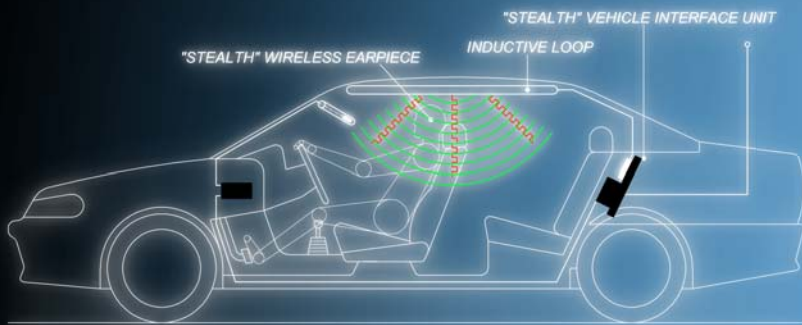 "STEALTH" VEHICLE INTERFACE UNIT
INDUCTIVE LOOP
"STEALTH" WIRELESS EARPIECE